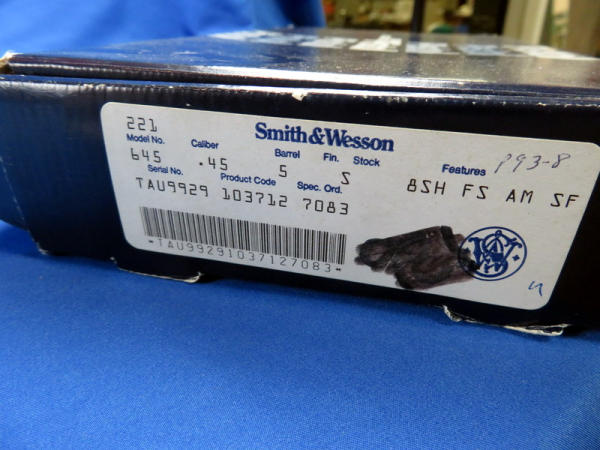 221
Smith&Wesson
Model No. Caliber Barrel Fin. Stock Features P93-8
645 .45 5 S 8SH FS AM SF
Serial No. Product Code Spec. Ord.
TAU9929 103712 7083
*TAU99291037127083*